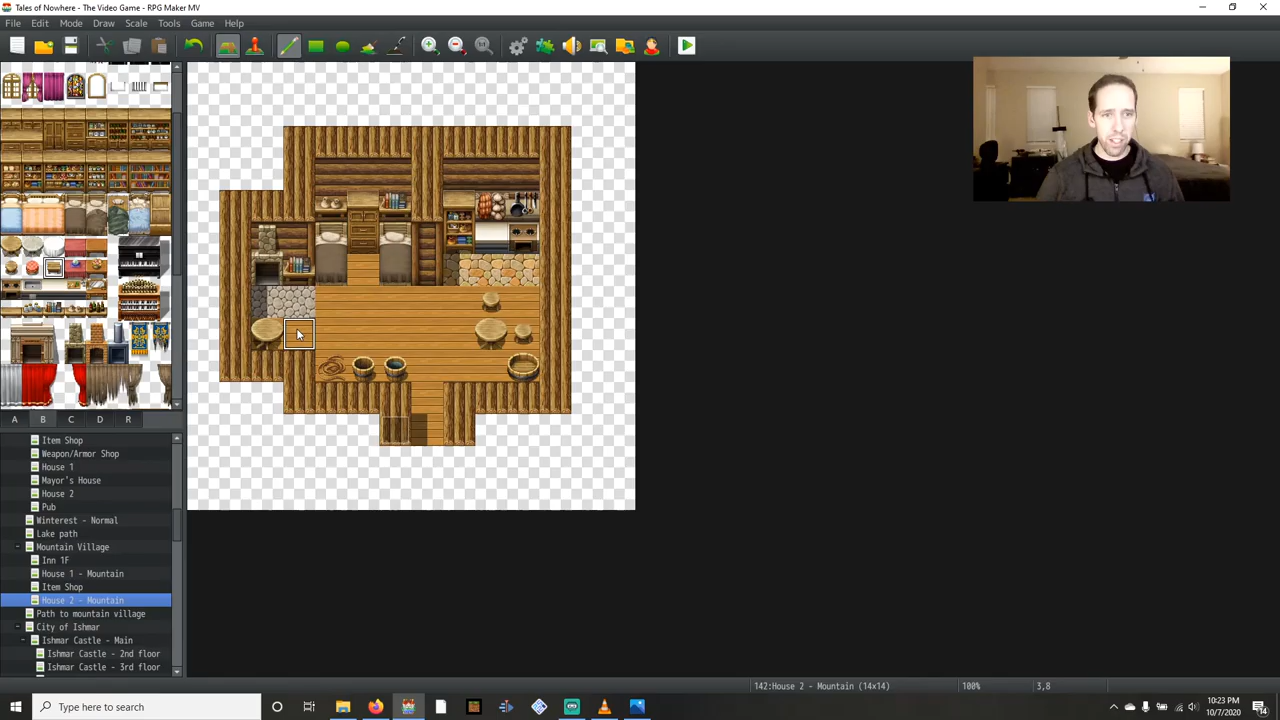 Tales of Nowhere - The Video Game - RPG Maker MV
File Edit Mode Draw Scale Tools Game Help
A B C D R
Item Shop
Weapon/Armor Shop
House 1
Mayor's House
House 2
Pub
Winterest - Normal
Lake path
Mountain Village
Inn 1F
House 1 - Mountain
Item Shop
House 2 - Mountain
Path to mountain village
City of Ishmar
Ishmar Castle - Main
Ishmar Castle - 2nd floor
Ishmar Castle - 3rd floor
142:House 2 - Mountain (14x14) 100% 3,8
Type here to search
10:23 PM
10/7/2020